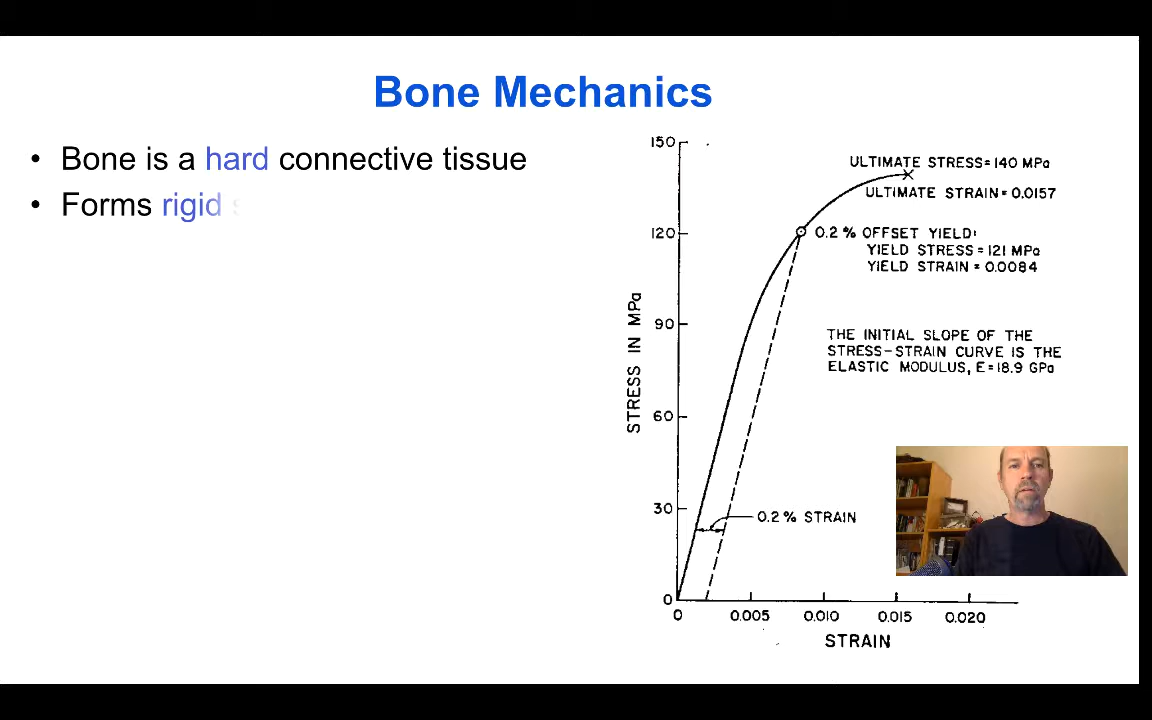 Bone Mechanics
• Bone is a hard connective tissue
• Forms rigid s
150
120
90
60
30
0
STRESS IN MPa
ULTIMATE STRESS= 140 MPa
ULTIMATE STRAIN= 0.0157
0.2 % OFFSET YIELD:
YIELD STRESS = 121 MPa
YIELD STRAIN = 0.0084
THE INITIAL SLOPE OF THE
STRESS-STRAIN CURVE IS THE
ELASTIC MODULUS, E = 18.9 GPa
0.2 % STRAIN
0 0.005 0.010 0.015 0.020
STRAIN